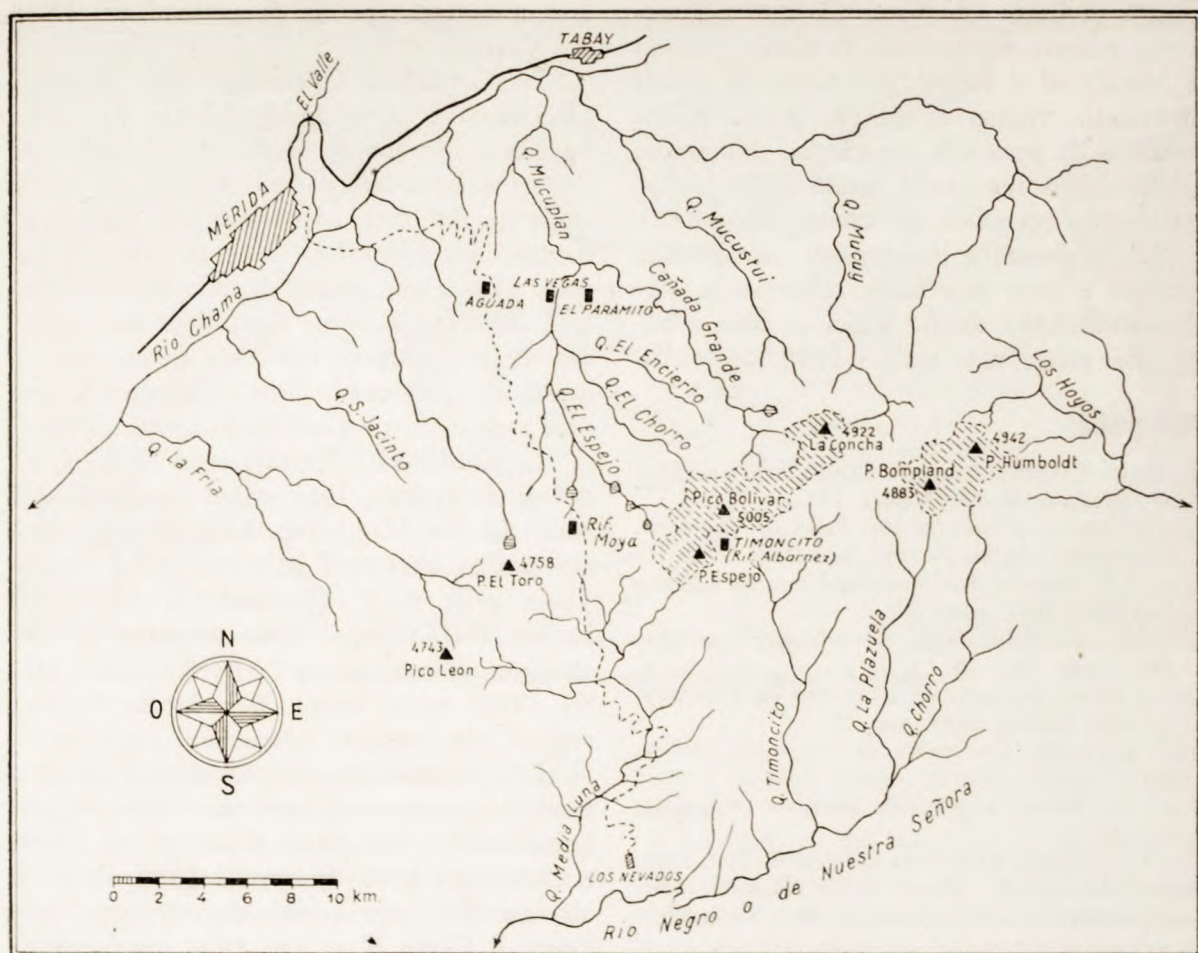 TABAY
El Valle
MERIDA
Rio Chama
Q. Mucuplan
Q. Mucustui
Q. Mucuy
Cañada Grande
LAS VEGAS
AGUADA
EL PARAMITO
Q. El Encierro
Q. El Chorro
Q. El Espejo
Q. S. Jacinto
Q. La Fria
Los Hoyos
4922
La Concha
4942
P. Humboldt
P. Bompland
4883
Pico Bolivar
5005
Rif.
Moya
TIMONCITO
(Rif. Albornez)
P. Espejo
4758
P. El Toro
4743
Pico Leon
N
O
E
S
Q. Timoncito
Q. La Plazuela
Q. Chorro
Q. Media Luna
LOS NEVADOS
Rio Negro o de Nuestra Señora
0 2 4 6 8 10 km.